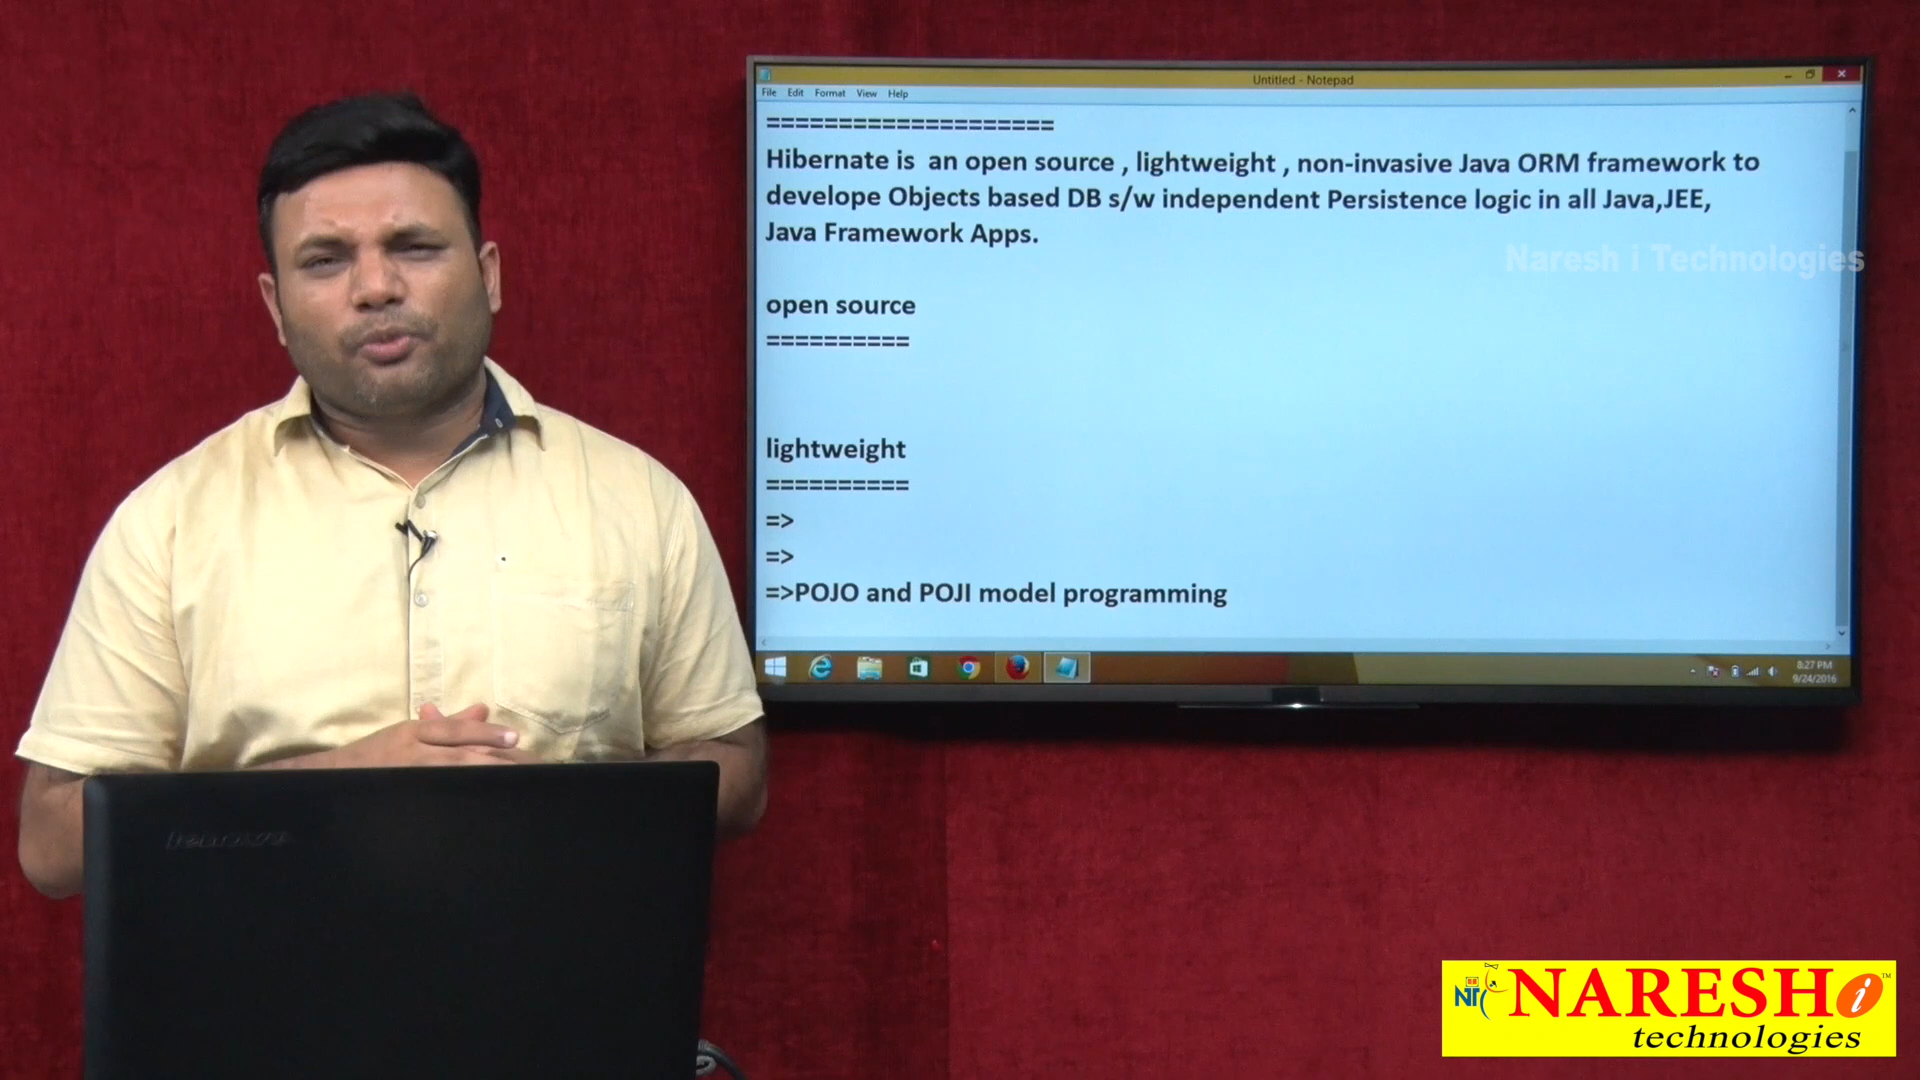 Untitled - Notepad
File Edit Format View Help
====================
Hibernate is  an open source , lightweight , non-invasive Java ORM framework to
develope Objects based DB s/w independent Persistence logic in all Java,JEE,
Java Framework Apps.
Naresh i Technologies
open source
==========
lightweight
==========
=>
=>
=>POJO and POJI model programming
8:27 PM
9/24/2016
lenovo
NARESH i ™
technologies